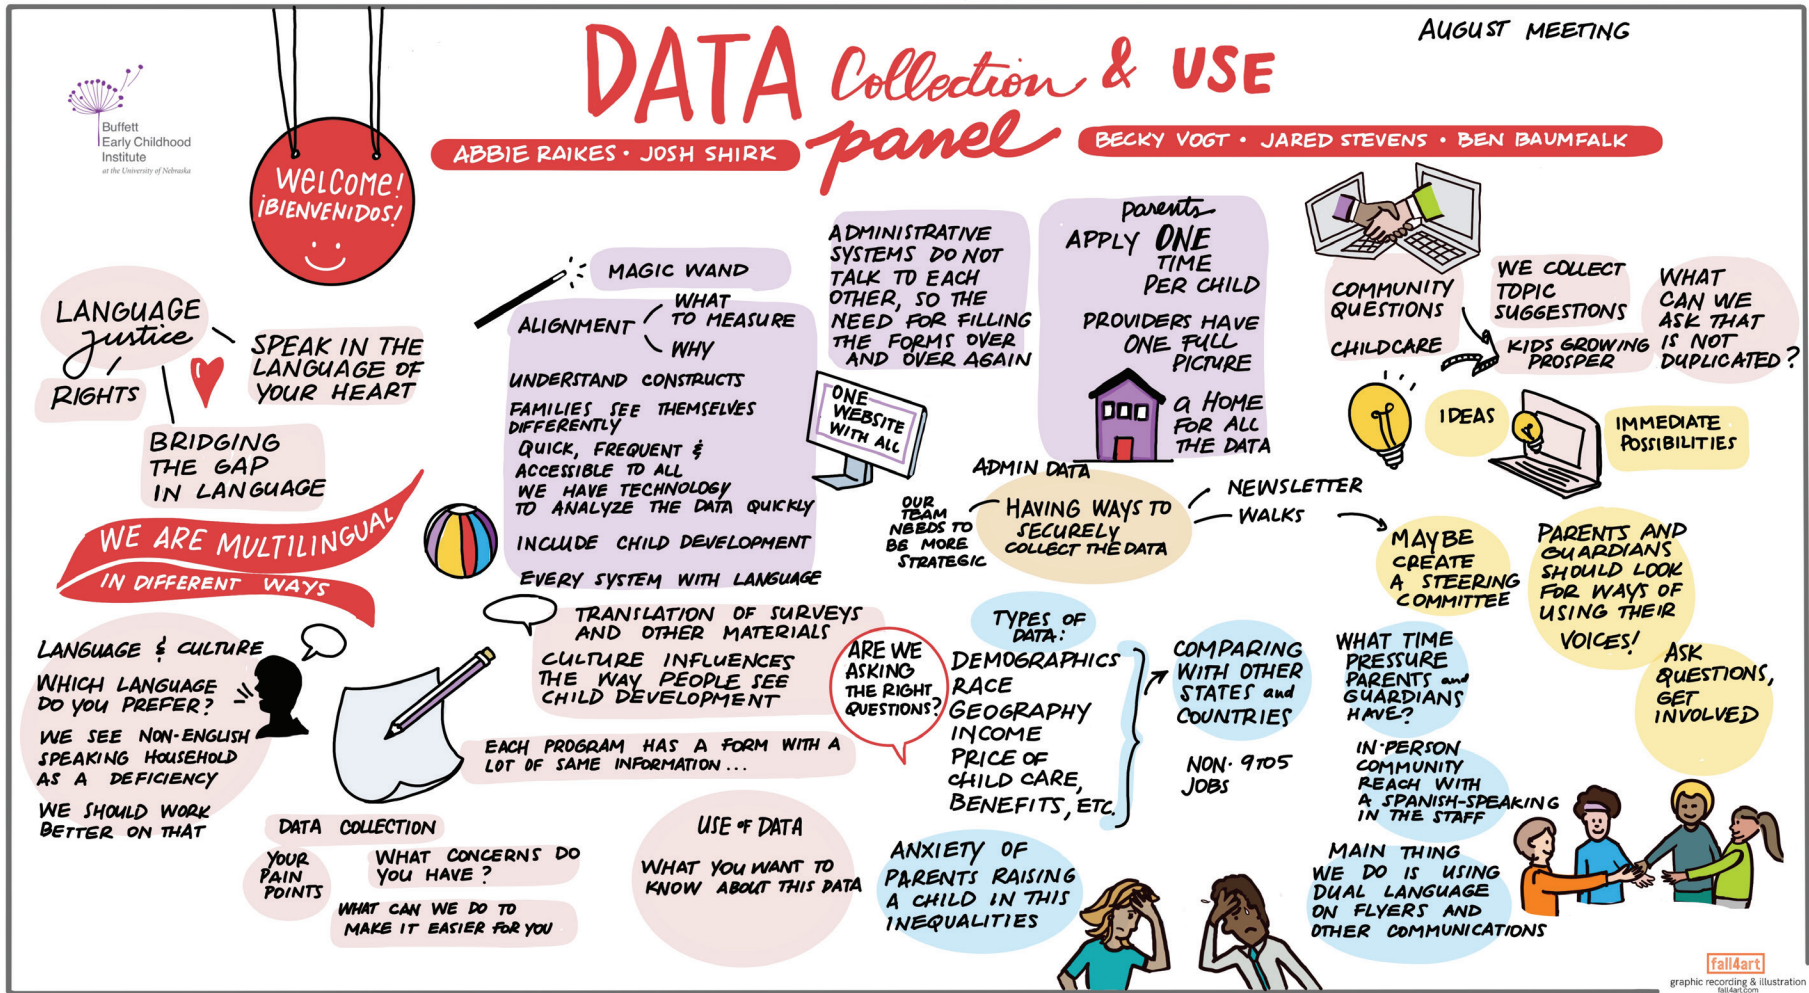 AUGUST MEETING
DATA Collection & USE
panel
ABBIE RAIKES • JOSH SHIRK
BECKY VOGT • JARED STEVENS • BEN BAUMFALK
Buffett
Early Childhood
Institute
at the University of Nebraska
WELCOME!
¡BIENVENIDOS!
LANGUAGE
Justice
RIGHTS
SPEAK IN THE
LANGUAGE OF
YOUR HEART
BRIDGING
THE GAP
IN LANGUAGE
WE ARE MULTILINGUAL
IN DIFFERENT WAYS
LANGUAGE & CULTURE
WHICH LANGUAGE
DO YOU PREFER?
WE SEE NON-ENGLISH
SPEAKING HOUSEHOLD
AS A DEFICIENCY
WE SHOULD WORK
BETTER ON THAT
MAGIC WAND
ALIGNMENT
WHAT
TO MEASURE
WHY
UNDERSTAND CONSTRUCTS
FAMILIES SEE THEMSELVES
DIFFERENTLY
QUICK, FREQUENT &
ACCESSIBLE TO ALL
WE HAVE TECHNOLOGY
TO ANALYZE THE DATA QUICKLY
INCLUDE CHILD DEVELOPMENT
EVERY SYSTEM WITH LANGUAGE
TRANSLATION OF SURVEYS
AND OTHER MATERIALS
CULTURE INFLUENCES
THE WAY PEOPLE SEE
CHILD DEVELOPMENT
EACH PROGRAM HAS A FORM WITH A
LOT OF SAME INFORMATION...
DATA COLLECTION
YOUR
PAIN
POINTS
WHAT CONCERNS DO
YOU HAVE?
WHAT CAN WE DO TO
MAKE IT EASIER FOR YOU
USE OF DATA
WHAT YOU WANT TO
KNOW ABOUT THIS DATA
ADMINISTRATIVE
SYSTEMS DO NOT
TALK TO EACH
OTHER, SO THE
NEED FOR FILLING
THE FORMS OVER
AND OVER AGAIN
ONE
WEBSITE
WITH ALL
parents
APPLY ONE
TIME
PER CHILD
PROVIDERS HAVE
ONE FULL
PICTURE
a HOME
FOR ALL
THE DATA
ADMIN DATA
OUR
TEAM
NEEDS TO
BE MORE
STRATEGIC
HAVING WAYS TO
SECURELY
COLLECT THE DATA
NEWSLETTER
WALKS
MAYBE
CREATE
A STEERING
COMMITTEE
ARE WE
ASKING
THE RIGHT
QUESTIONS?
TYPES OF
DATA:
DEMOGRAPHICS
RACE
GEOGRAPHY
INCOME
PRICE OF
CHILD CARE,
BENEFITS, ETC.
COMPARING
WITH OTHER
STATES and
COUNTRIES
NON-9TO5
JOBS
ANXIETY OF
PARENTS RAISING
A CHILD IN THIS
INEQUALITIES
COMMUNITY
QUESTIONS
CHILDCARE
WE COLLECT
TOPIC
SUGGESTIONS
KIDS GROWING
PROSPER
WHAT
CAN WE
ASK THAT
IS NOT
DUPLICATED?
IDEAS
IMMEDIATE
POSSIBILITIES
PARENTS AND
GUARDIANS
SHOULD LOOK
FOR WAYS OF
USING THEIR
VOICES!
ASK
QUESTIONS,
GET
INVOLVED
WHAT TIME
PRESSURE
PARENTS and
GUARDIANS
HAVE?
IN-PERSON
COMMUNITY
REACH WITH
A SPANISH-SPEAKING
IN THE STAFF
MAIN THING
WE DO IS USING
DUAL LANGUAGE
ON FLYERS AND
OTHER COMMUNICATIONS
fall4art
graphic recording & illustration
fall4art.com